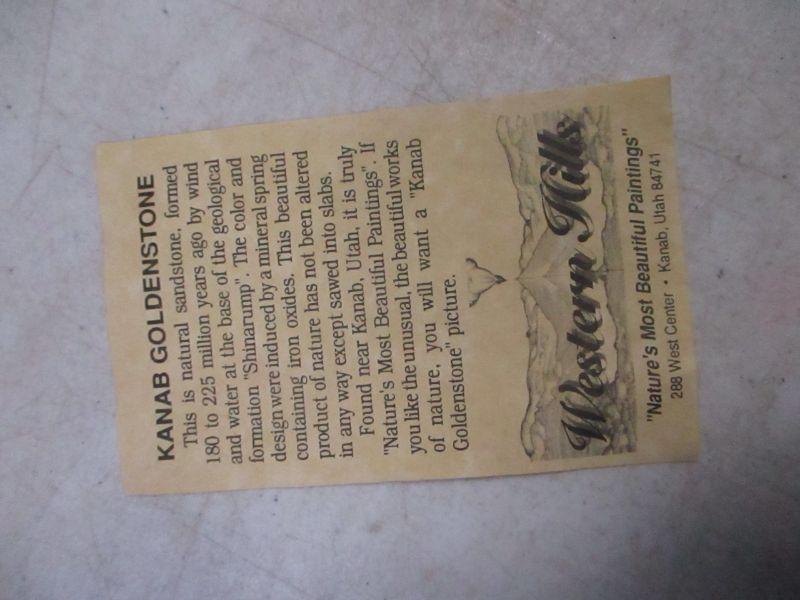 KANAB GOLDENSTONE
This is natural sandstone, formed
180 to 225 million years ago by wind
and water at the base of the geological
formation "Shinarump". The color and
design were induced by a mineral spring
containing iron oxides. This beautiful
product of nature has not been altered
in any way except sawed into slabs.
Found near Kanab, Utah, it is truly
"Nature's Most Beautiful Paintings". If
you like the unusual, the beautiful works
of nature, you will want a "Kanab
Goldenstone" picture.
Western Hills
"Nature's Most Beautiful Paintings"
288 West Center • Kanab, Utah 84741